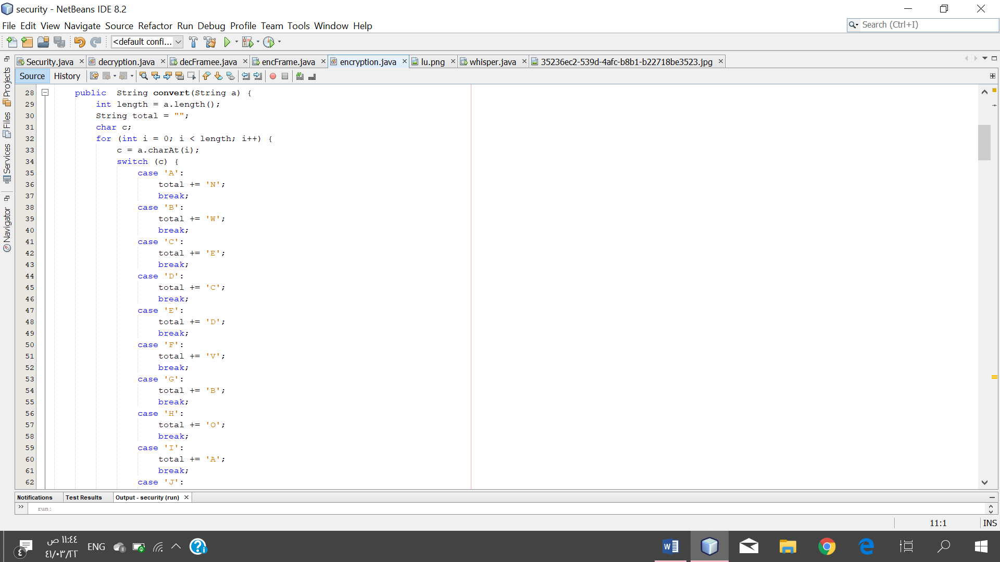 security - NetBeans IDE 8.2
File Edit View Navigate Source Refactor Run Debug Profile Team Tools Window Help
Search (Ctrl+I)
<default confi...
Security.java decryption.java decFramee.java encFrame.java encryption.java lu.png whisper.java 35236ec2-539d-4afc-b8b1-b22718be3523.jpg
Source History
Projects
Files
Services
Navigator
28 public  String convert(String a) {
29 int length = a.length();
30 String total = "";
31 char c;
32 for (int i = 0; i < length; i++) {
33 c = a.charAt(i);
34 switch (c) {
35 case 'A':
36 total += 'N';
37 break;
38 case 'B':
39 total += 'W';
40 break;
41 case 'C':
42 total += 'E';
43 break;
44 case 'D':
45 total += 'C';
46 break;
47 case 'E':
48 total += 'D';
49 break;
50 case 'F':
51 total += 'V';
52 break;
53 case 'G':
54 total += 'B';
55 break;
56 case 'H':
57 total += 'O';
58 break;
59 case 'I':
60 total += 'A';
61 break;
62 case 'J':
Notifications Test Results Output - security (run)
run:
11:1 INS
١١:٤٤ ص
ENG
٤١/٠٣/٢٢
٤